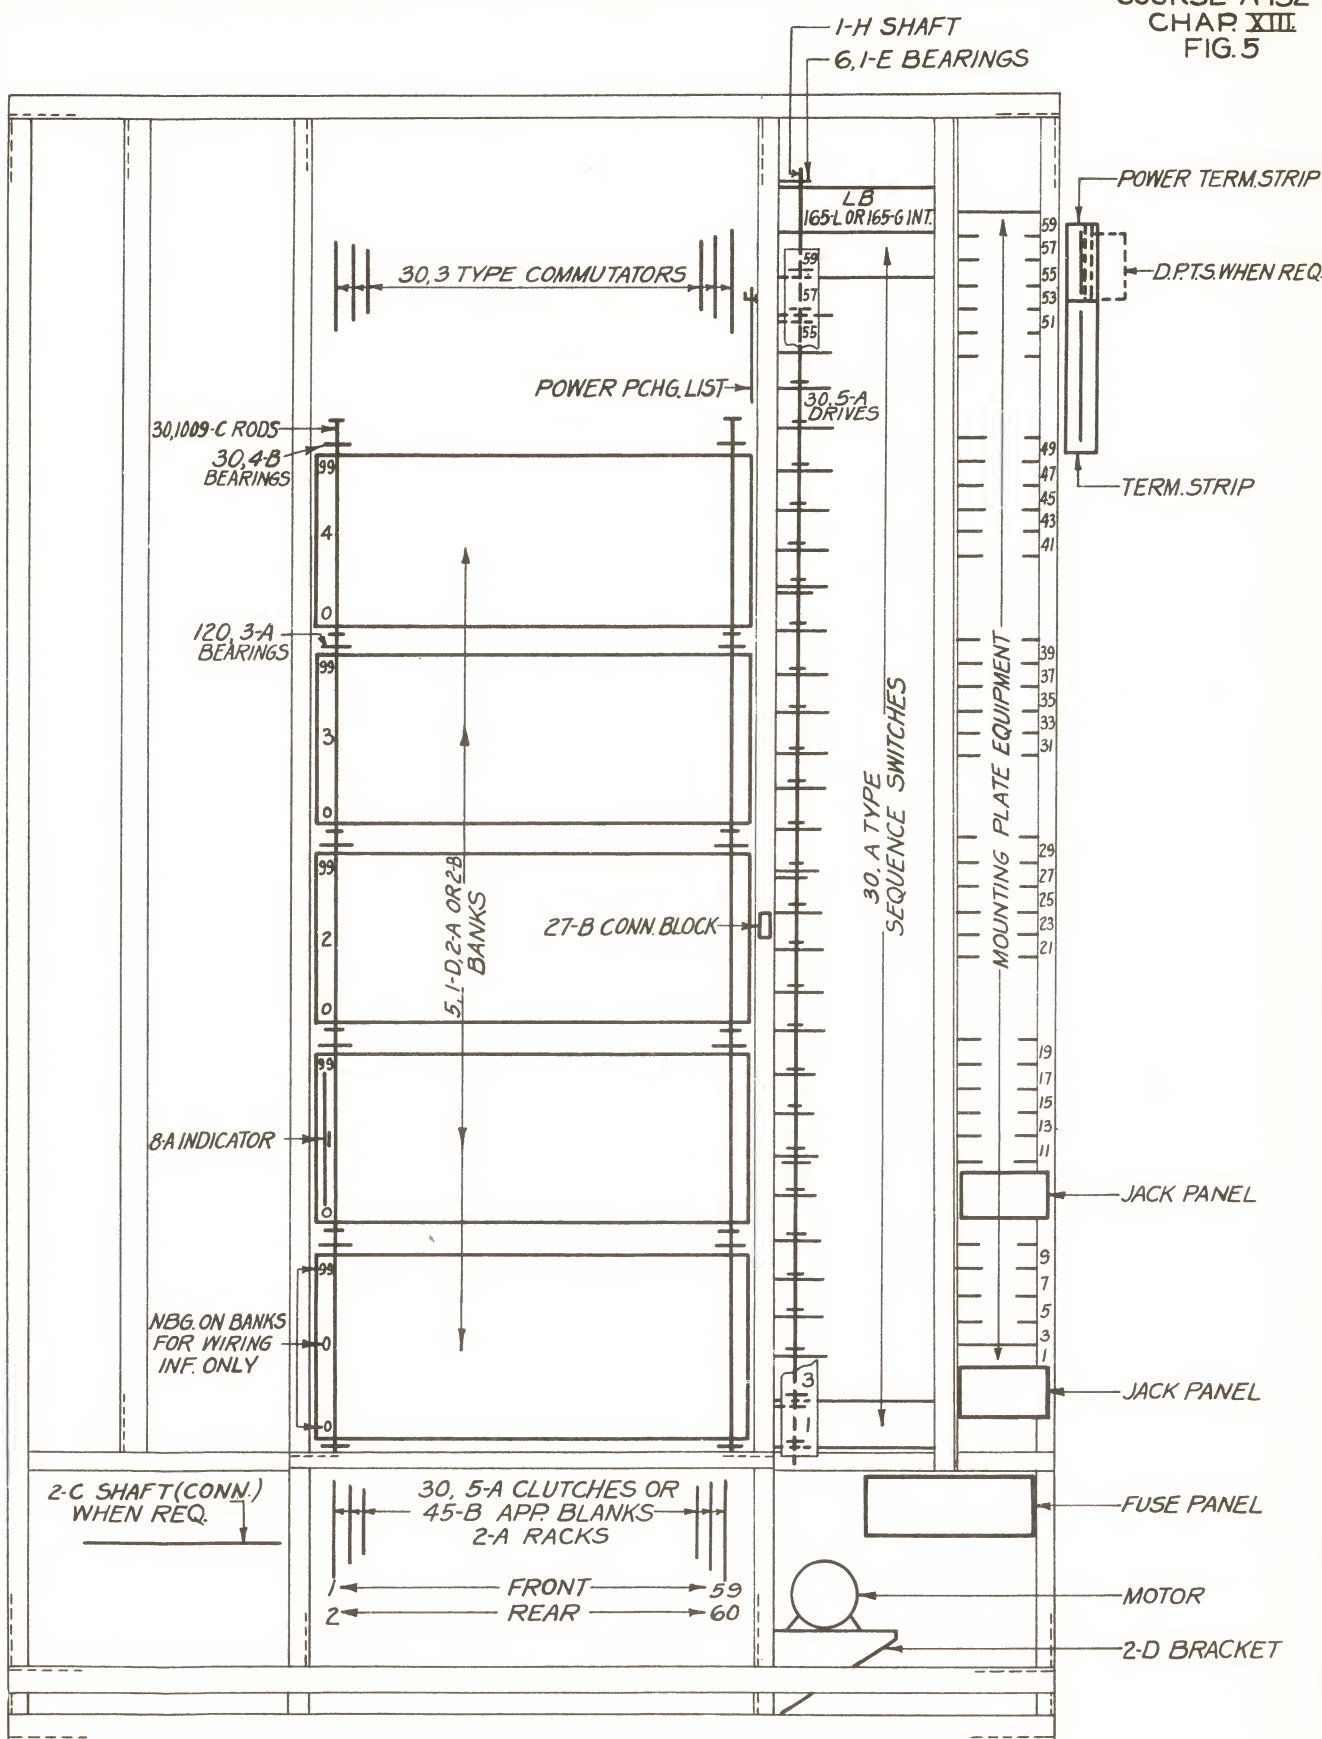 COURSE A-152
CHAP. XIII.
FIG. 5
1-H SHAFT
6, 1-E BEARINGS
POWER TERM. STRIP
LB
165-L OR 165-G INT.
59
57
55
53
51
D.P.T.S. WHEN REQ.
30, 3 TYPE COMMUTATORS
59
57
55
POWER PCHG. LIST
30, 5-A
DRIVES
30, 1009-C RODS
30, 4-B
BEARINGS
99
4
0
49
47
45
43
41
TERM. STRIP
120, 3-A
BEARINGS
99
3
0
39
37
35
33
31
30, A TYPE
SEQUENCE SWITCHES
MOUNTING PLATE EQUIPMENT
5, 1-D, 2-A OR 2-B
BANKS
99
2
0
27-B CONN. BLOCK
29
27
25
23
21
99
1
0
8-A INDICATOR
19
17
15
13
11
JACK PANEL
99
0
0
NBG. ON BANKS
FOR WIRING
INF. ONLY
9
7
5
3
1
3
1
JACK PANEL
2-C SHAFT (CONN.)
WHEN REQ.
30, 5-A CLUTCHES OR
45-B APP. BLANKS
2-A RACKS
FUSE PANEL
1 FRONT 59
2 REAR 60
MOTOR
2-D BRACKET